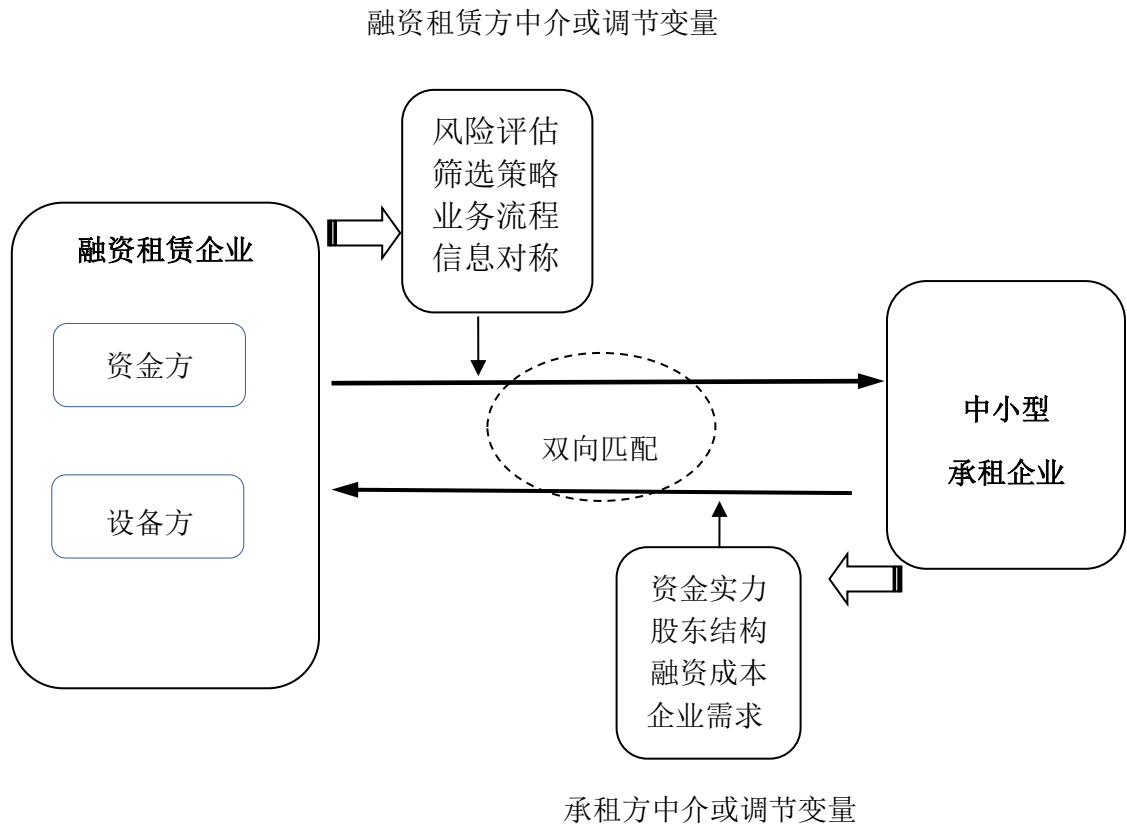 融资租赁方中介或调节变量
风险评估
筛选策略
业务流程
信息对称
融资租赁企业
资金方
设备方
双向匹配
中小型
承租企业
资金实力
股东结构
融资成本
企业需求
承租方中介或调节变量